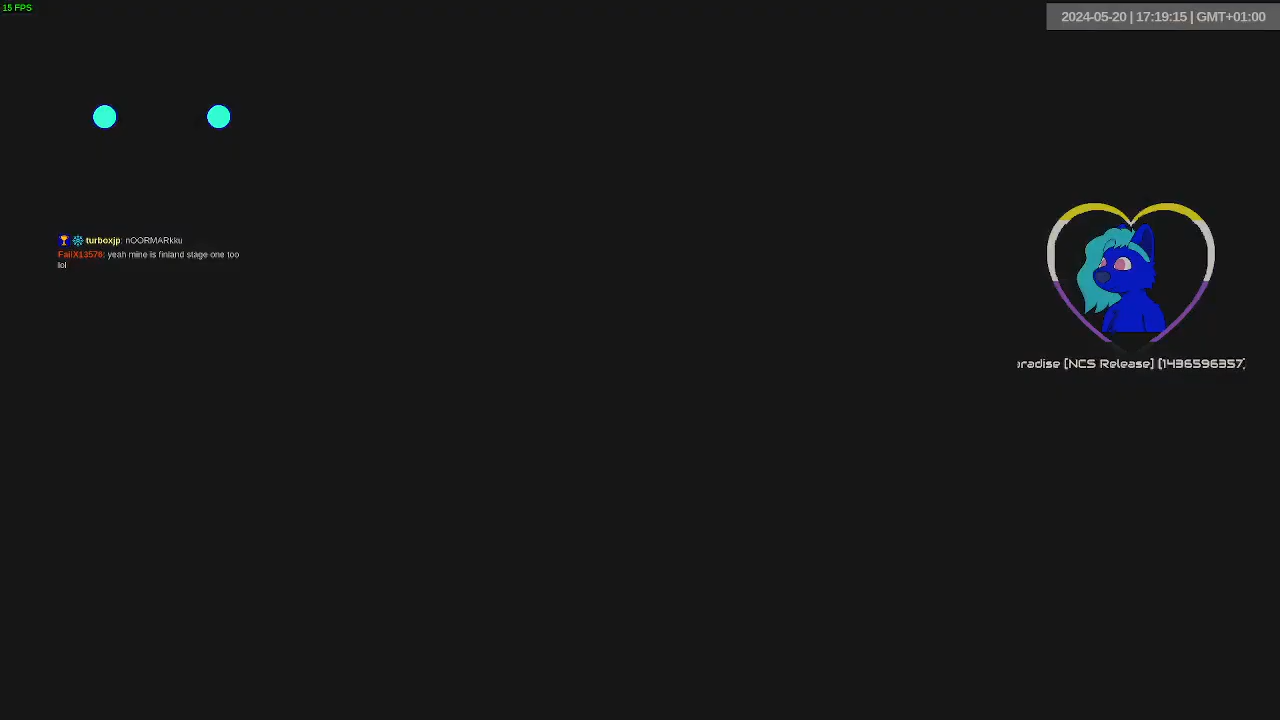 15 FPS
2024-05-20 | 17:19:15 | GMT+01:00
turboxjp: nOORMARkku
FailX13576: yeah mine is finland stage one too
lol
radise [NCS Release] (1436596357)